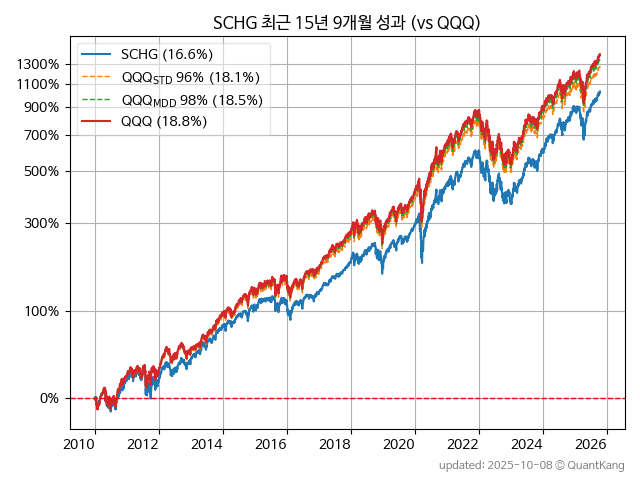 SCHG 최근 15년 9개월 성과 (vs QQQ)
SCHG (16.6%)
QQQSTD 96% (18.1%)
QQQMDD 98% (18.5%)
QQQ (18.8%)
1300%
1100%
900%
700%
500%
300%
100%
0%
2010 2012 2014 2016 2018 2020 2022 2024 2026
updated: 2025-10-08 © QuantKang